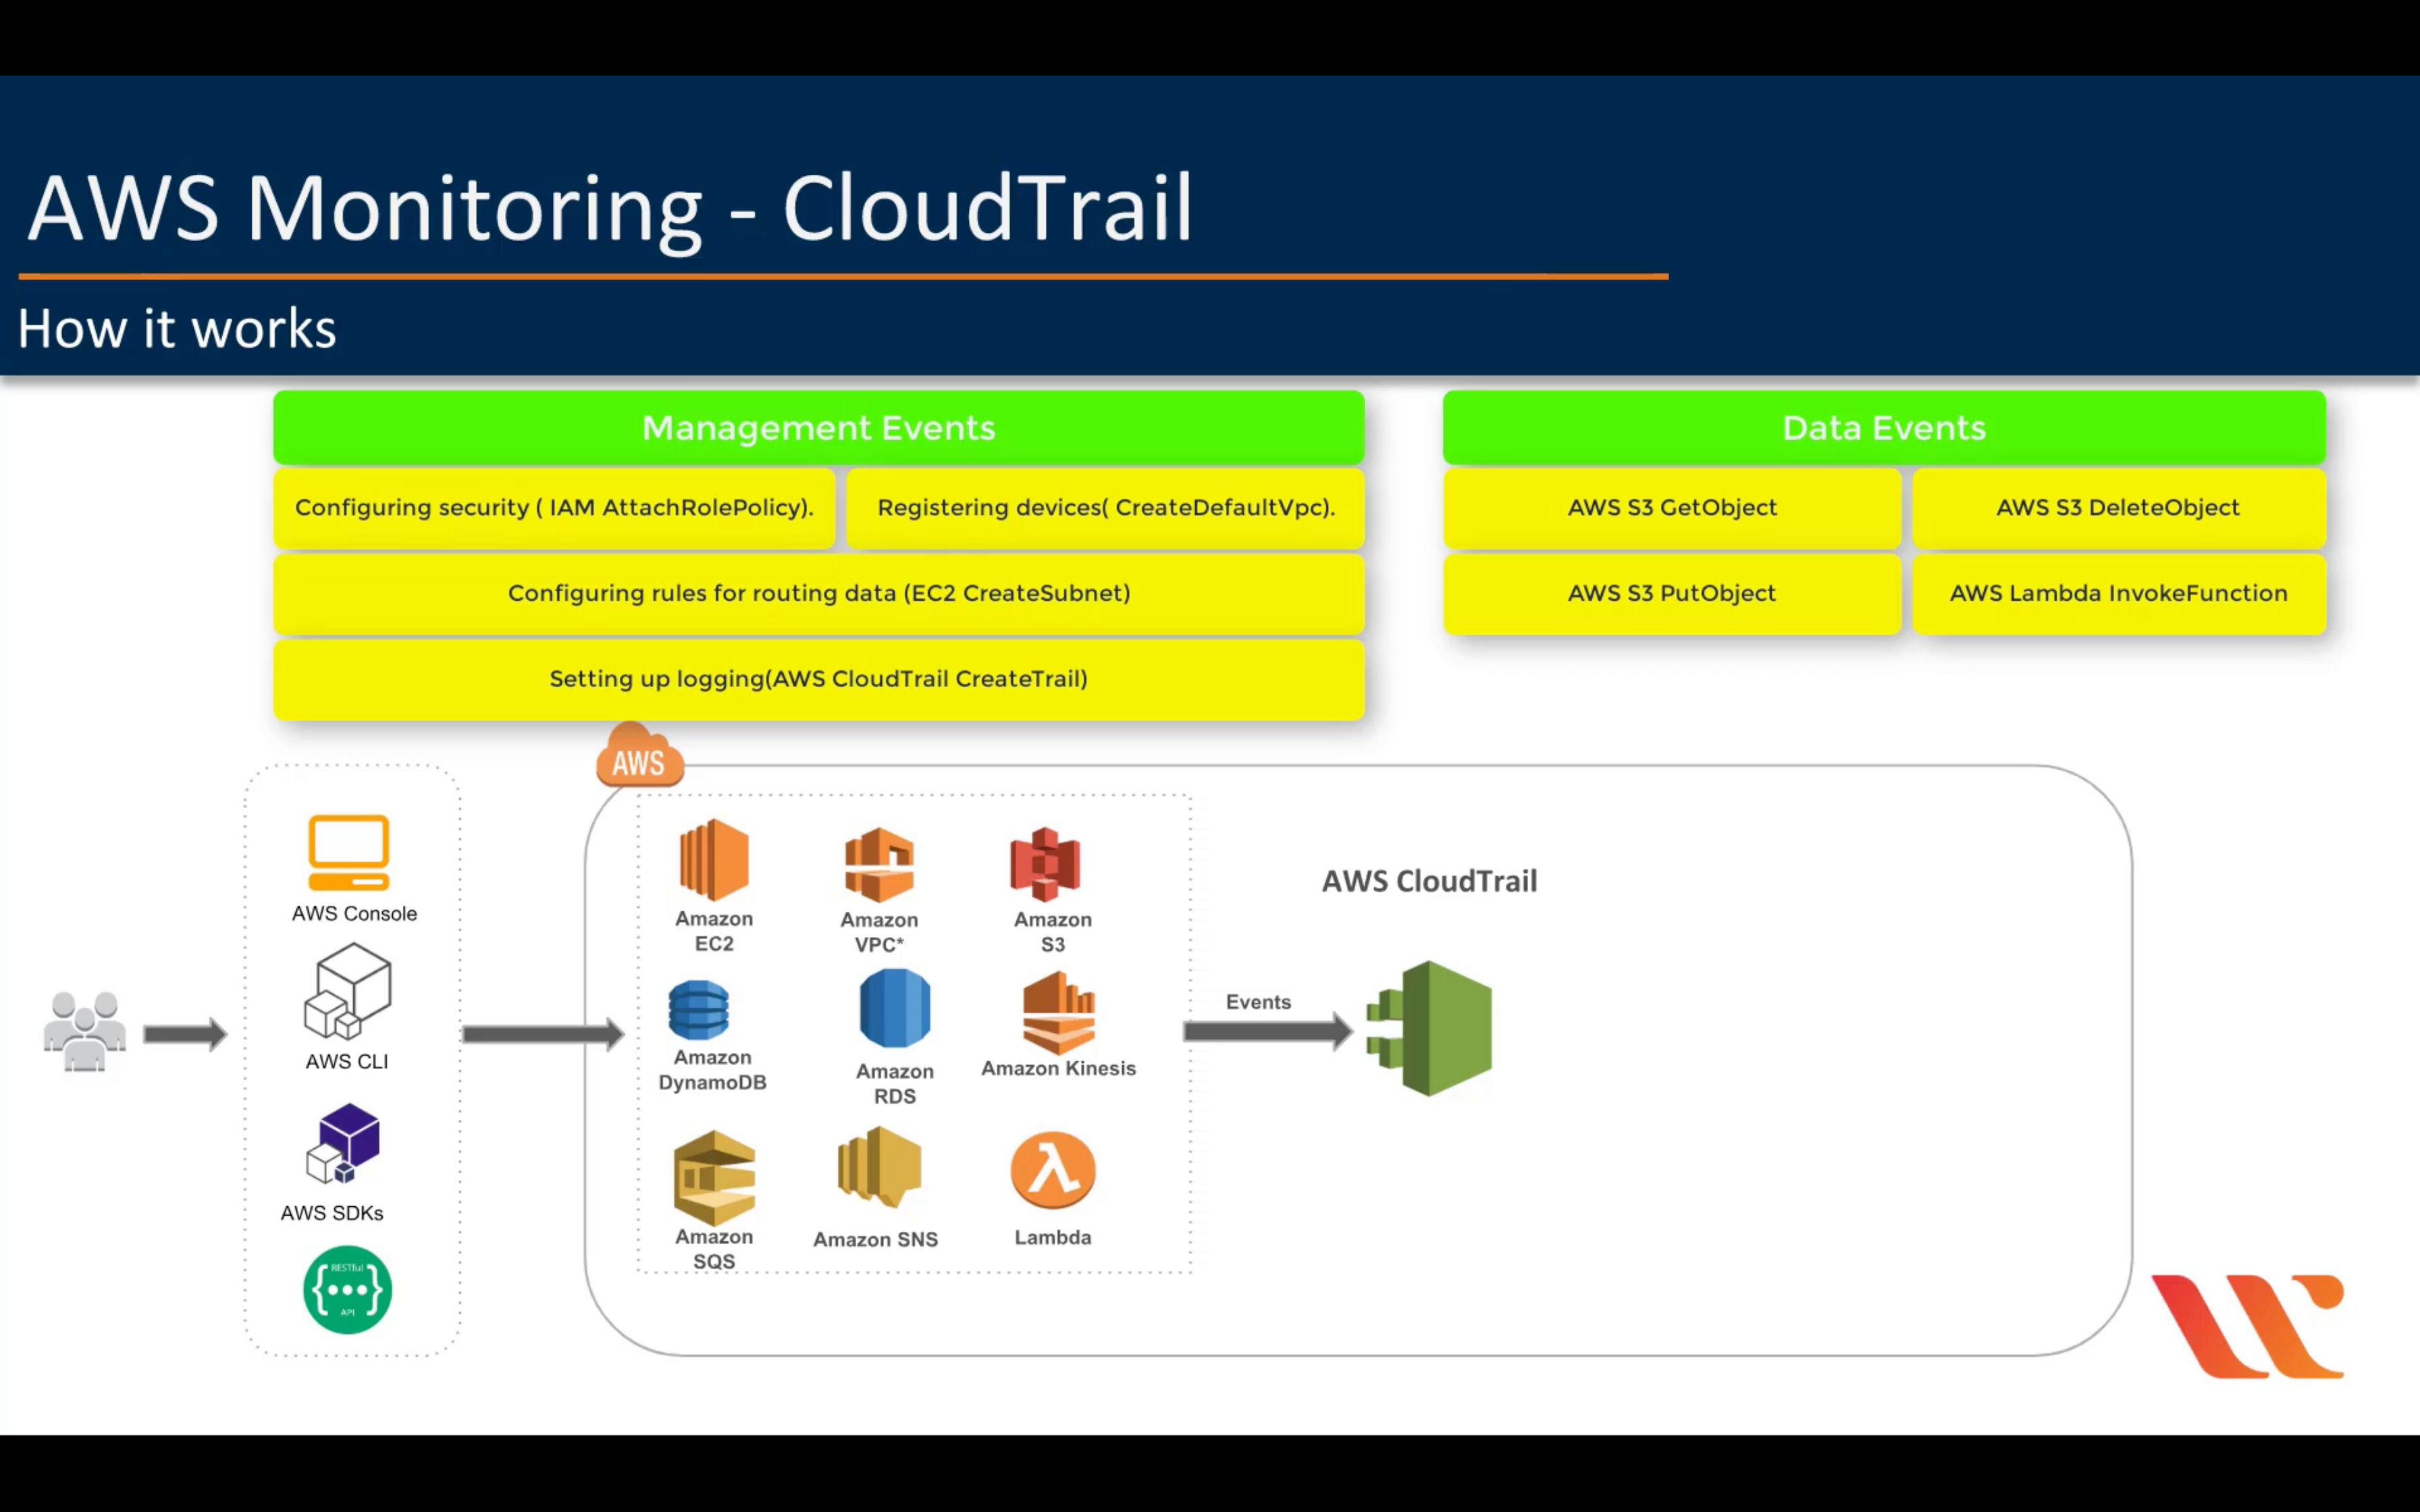 AWS Monitoring - CloudTrail
How it works
Management Events
Data Events
Configuring security ( IAM AttachRolePolicy).
Registering devices( CreateDefaultVpc).
AWS S3 GetObject
AWS S3 DeleteObject
Configuring rules for routing data (EC2 CreateSubnet)
AWS S3 PutObject
AWS Lambda InvokeFunction
Setting up logging(AWS CloudTrail CreateTrail)
AWS
AWS Console
AWS CLI
AWS SDKs
RESTful
API
Amazon
EC2
Amazon
VPC*
Amazon
S3
Amazon
DynamoDB
Amazon
RDS
Amazon Kinesis
Amazon
SQS
Amazon SNS
Lambda
Events
AWS CloudTrail